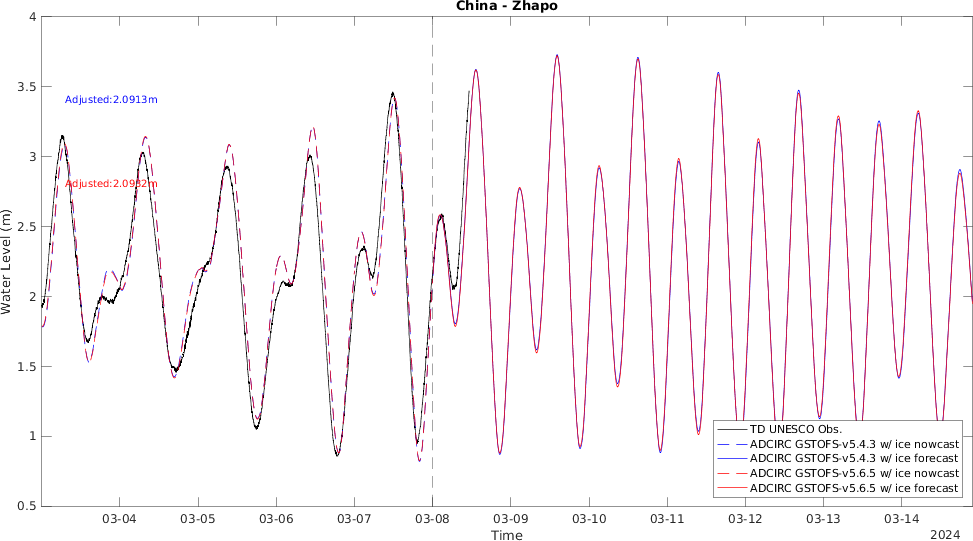 China - Zhapo
Water Level (m)
4
3.5
3
2.5
2
1.5
1
0.5
Adjusted:2.0913m
Adjusted:2.0932m
TD UNESCO Obs.
ADCIRC GSTOFS-v5.4.3 w/ ice nowcast
ADCIRC GSTOFS-v5.4.3 w/ ice forecast
ADCIRC GSTOFS-v5.6.5 w/ ice nowcast
ADCIRC GSTOFS-v5.6.5 w/ ice forecast
03-04 03-05 03-06 03-07 03-08 03-09 03-10 03-11 03-12 03-13 03-14
Time
2024